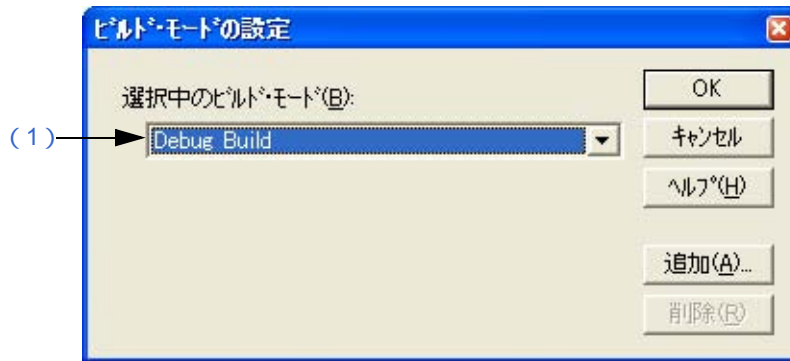 ﾋﾞﾙﾄﾞ･ﾓｰﾄﾞの設定
選択中のﾋﾞﾙﾄﾞ･ﾓｰﾄﾞ(B):
OK
(1)
Debug Build
ｷｬﾝｾﾙ
ﾍﾙﾌﾟ(H)
追加(A)...
削除(R)